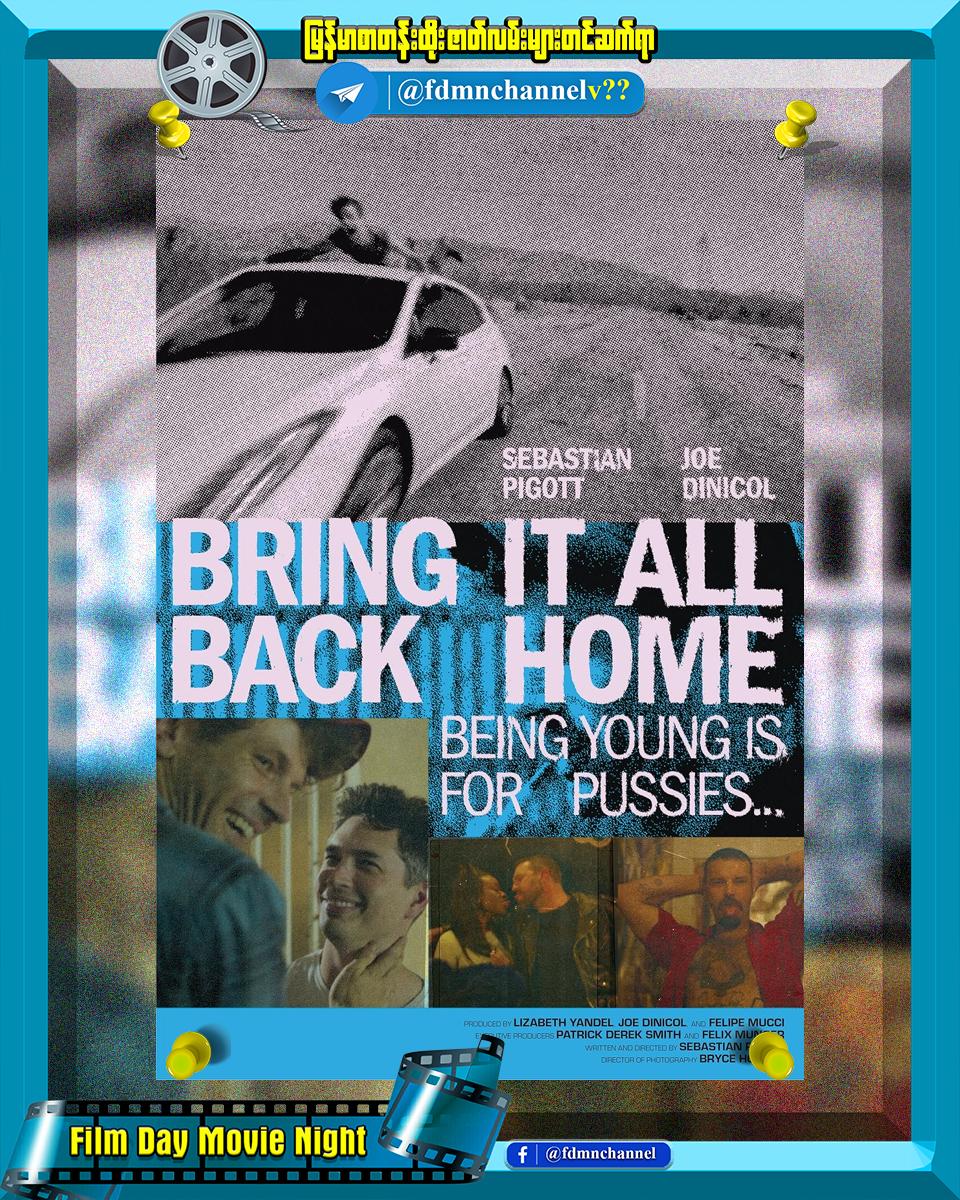 မြန်မာစာတန်းထိုးဇာတ်လမ်းများတင်ဆက်ရာ
@fdmnchannelv??
SEBASTIAN PIGOTT
JOE DINICOL
BRING IT ALL
BACK HOME
BEING YOUNG IS
FOR PUSSIES...
PRODUCED BY LIZABETH YANDEL JOE DINICOL AND FELIPE MUCCI
EXECUTIVE PRODUCERS PATRICK DEREK SMITH AND FELIX
WRITTEN AND DIRECTED BY SEBASTIAN
DIRECTOR OF PHOTOGRAPHY BRYCE
Film Day Movie Night
f @fdmnchannel